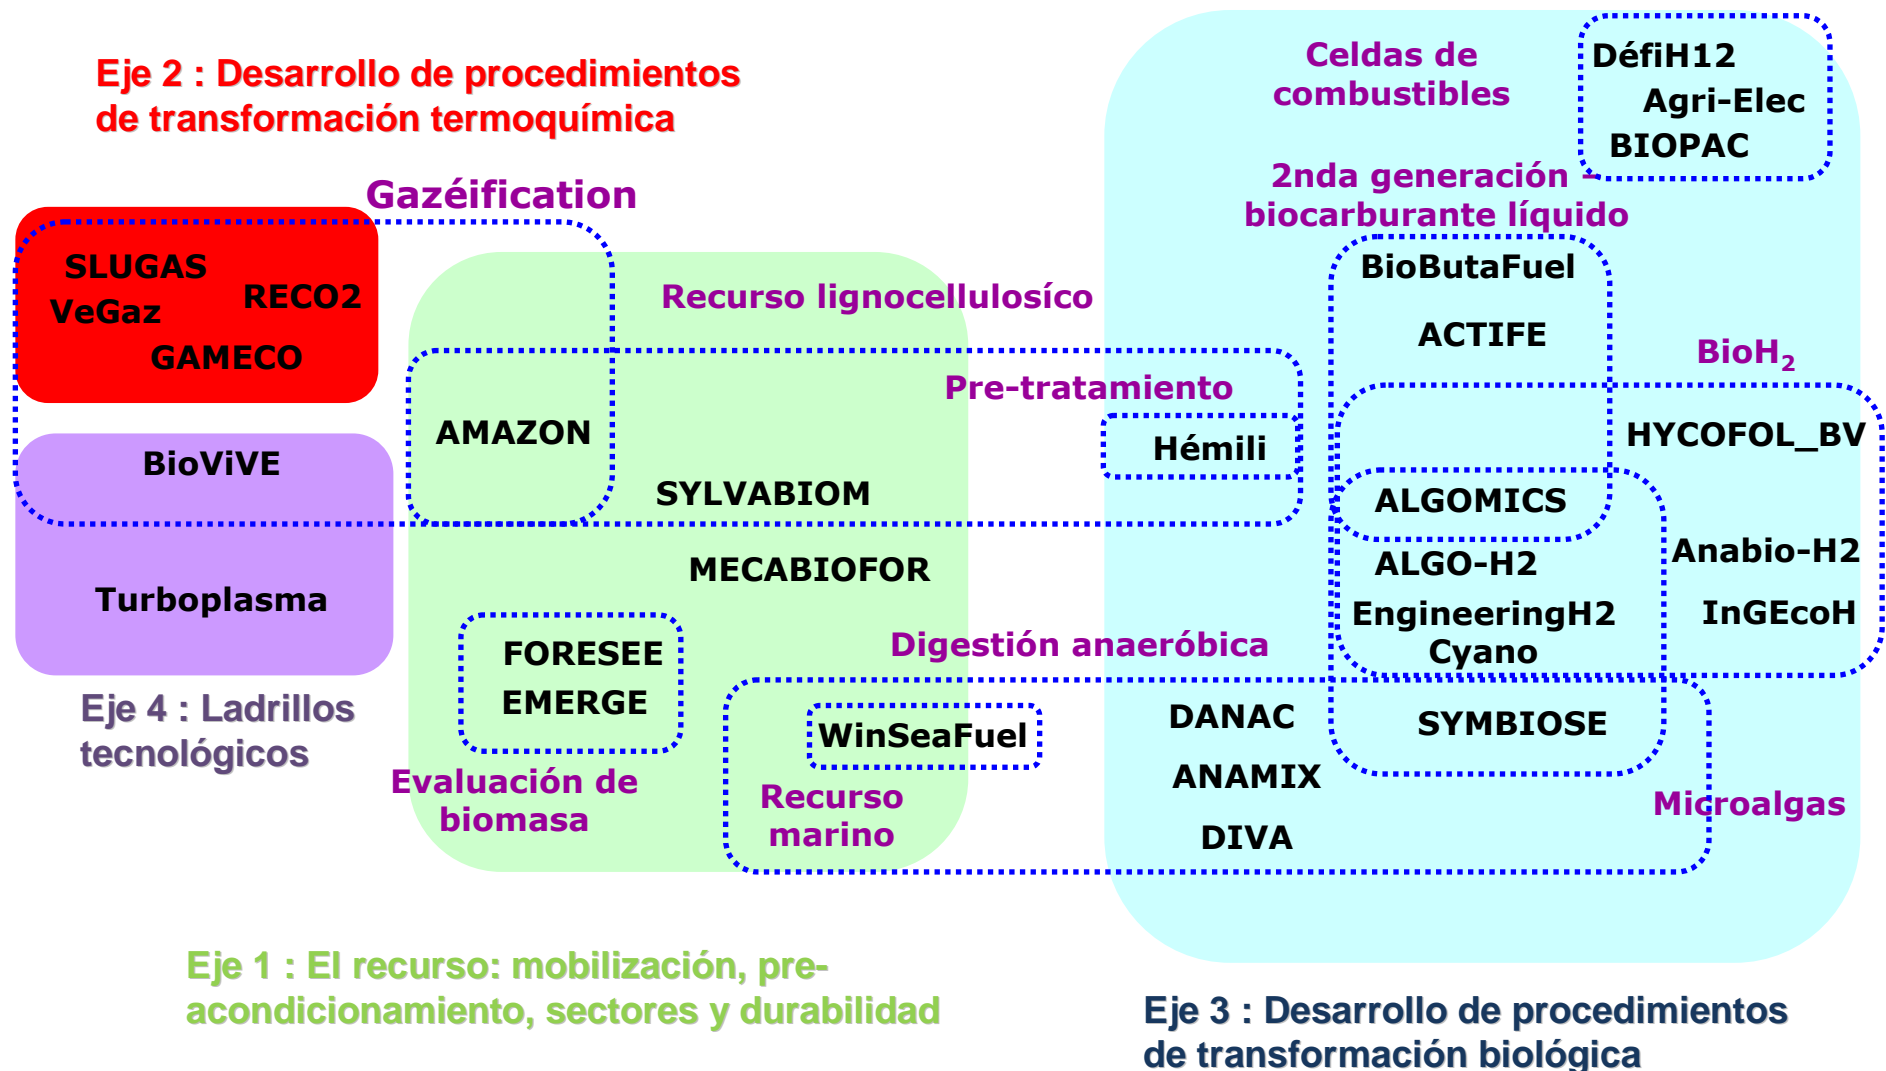 Eje 2 : Desarrollo de procedimientos
de transformación termoquímica
Gazéification
SLUGAS
VeGaz
RECO2
GAMECO
BioViVE
Turboplasma
Eje 4 : Ladrillos
tecnológicos
Recurso lignocellulosíco
Pre-tratamiento
AMAZON
SYLVABIOM
MECABIOFOR
FORESEE
EMERGE
Evaluación de
biomasa
WinSeaFuel
Recurso
marino
Digestión anaeróbica
Eje 1 : El recurso: mobilización, pre-
acondicionamiento, sectores y durabilidad
Celdas de
combustibles
DéfiH12
Agri-Elec
BIOPAC
2nda generación –
biocarburante líquido
BioButaFuel
ACTIFE
BioH2
Hémili
HYCOFOL_BV
ALGOMICS
ALGO-H2
Anabio-H2
EngineeringH2
Cyano
InGEcoH
DANAC
SYMBIOSE
ANAMIX
DIVA
Microalgas
Eje 3 : Desarrollo de procedimientos
de transformación biológica